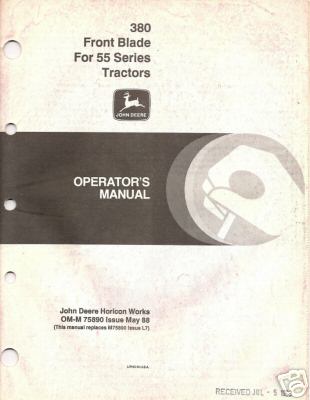 380
Front Blade
For 55 Series
Tractors
JOHN DEERE
OPERATOR'S
MANUAL
John Deere Horicon Works
OM-M 75890 Issue May 88
(This manual replaces M75890 Issue L7)
RECEIVED JUL - 5